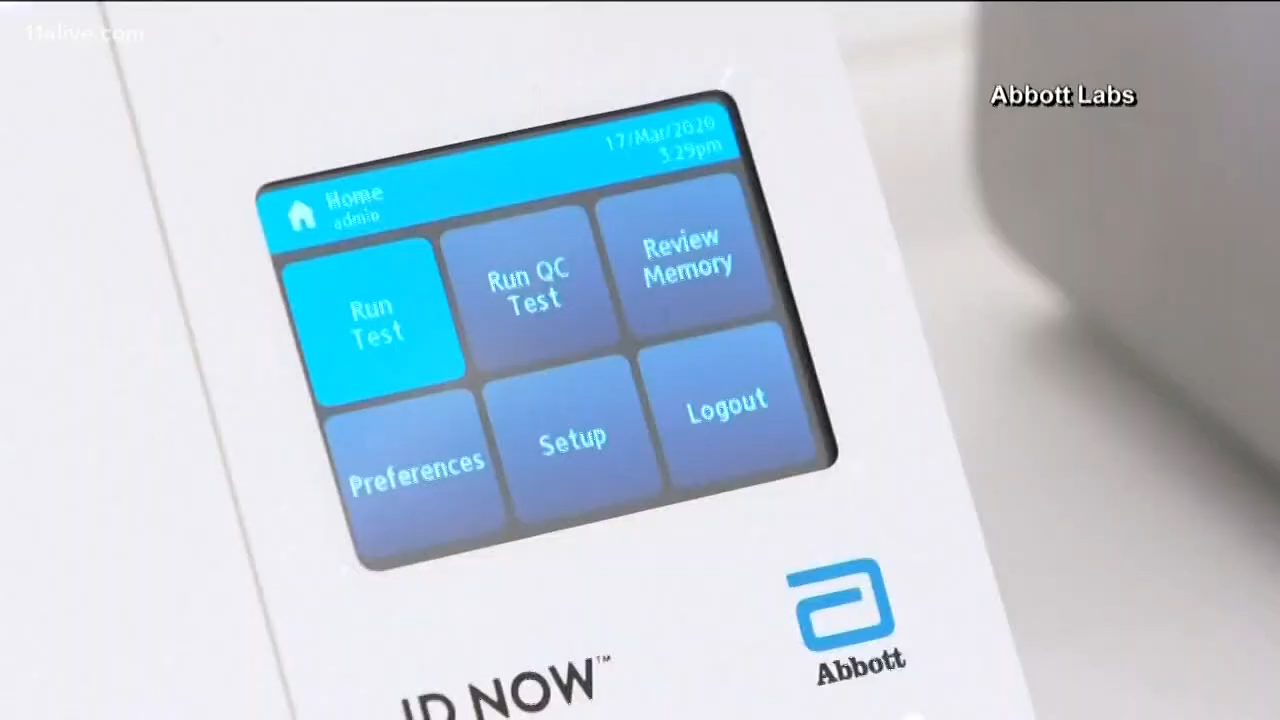 11alive.com
Abbott Labs
Home
admin
17/Mar/2020
3:29pm
Run
Test
Run QC
Test
Review
Memory
Preferences
Setup
Logout
ID NOW™
Abbott